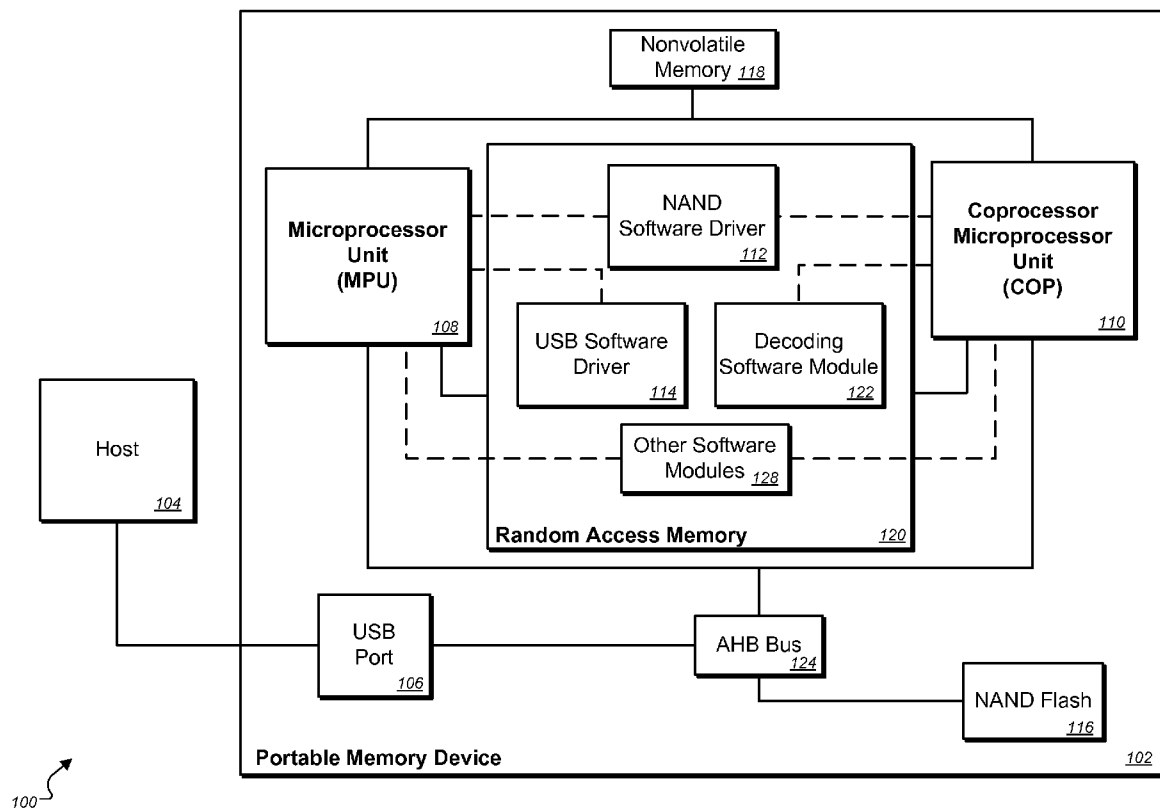 Nonvolatile
Memory 118
Microprocessor
Unit
(MPU)
108
NAND
Software Driver
112
Coprocessor
Microprocessor
Unit
(COP)
110
USB Software
Driver
114
Decoding
Software Module
122
Host
104
Other Software
Modules 128
Random Access Memory 120
USB
Port
106
AHB Bus
124
NAND Flash
116
Portable Memory Device 102
100